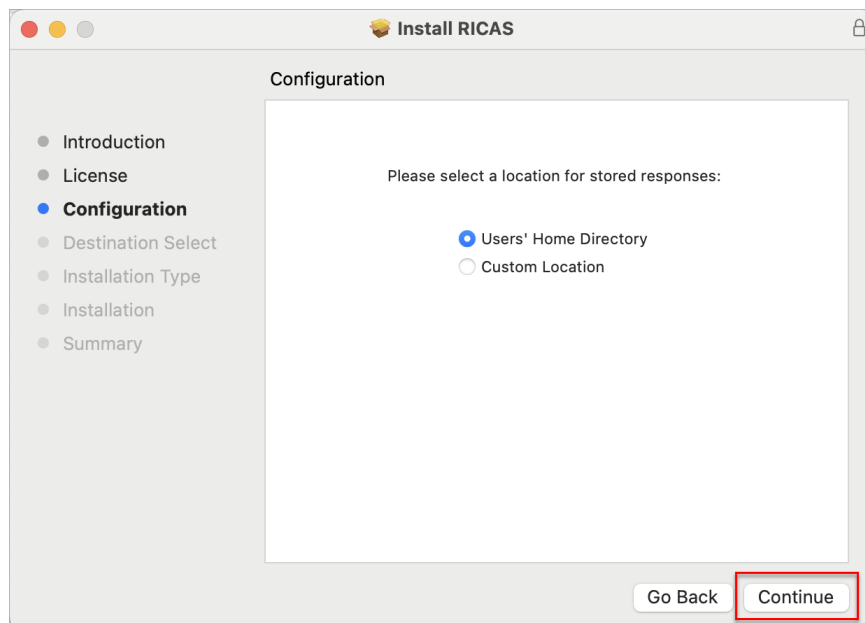 Install RICAS
Configuration
Introduction
License
Configuration
Destination Select
Installation Type
Installation
Summary
Please select a location for stored responses:
Users' Home Directory
Custom Location
Go Back
Continue